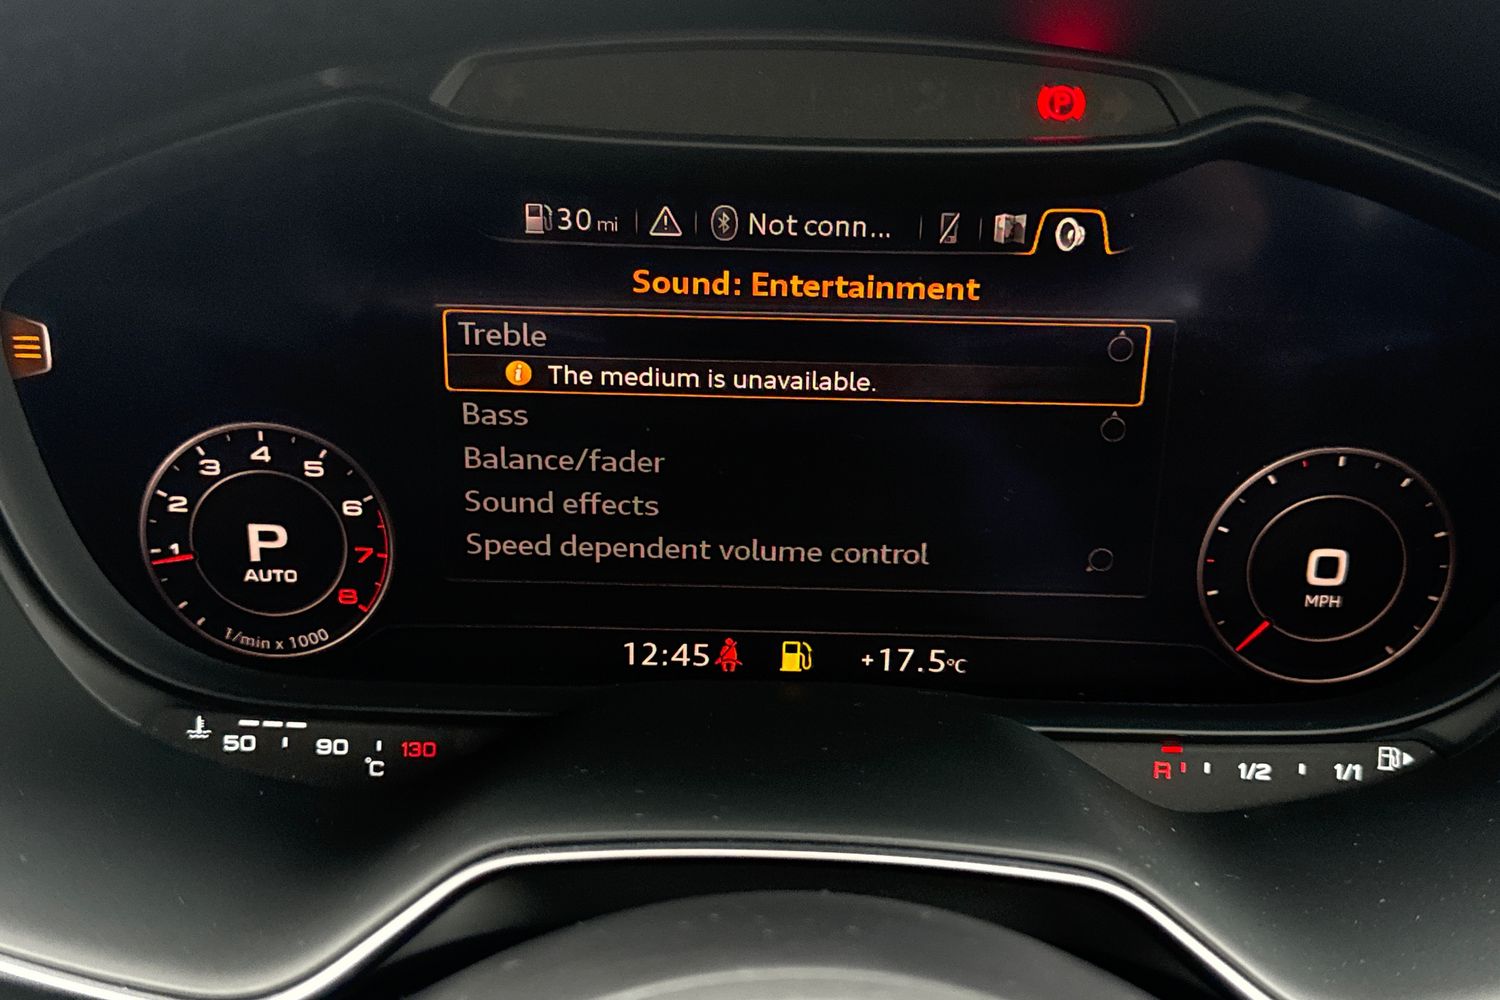 P
30 mi
Not conn...
Sound: Entertainment
Treble
i The medium is unavailable.
Bass
Balance/fader
Sound effects
Speed dependent volume control
1 2 3 4 5 6 7 8
P
AUTO
1/min x 1000
0
MPH
12:45
+17.5°C
50 90 130
°C
R 1/2 1/1